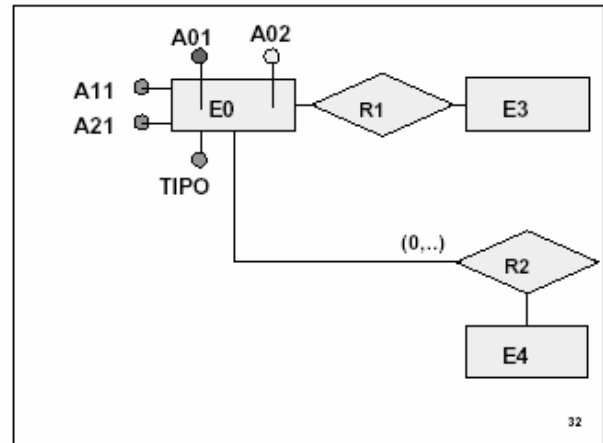 A01
A02
A11
A21
E0
R1
E3
TIPO
(0,..)
R2
E4
32